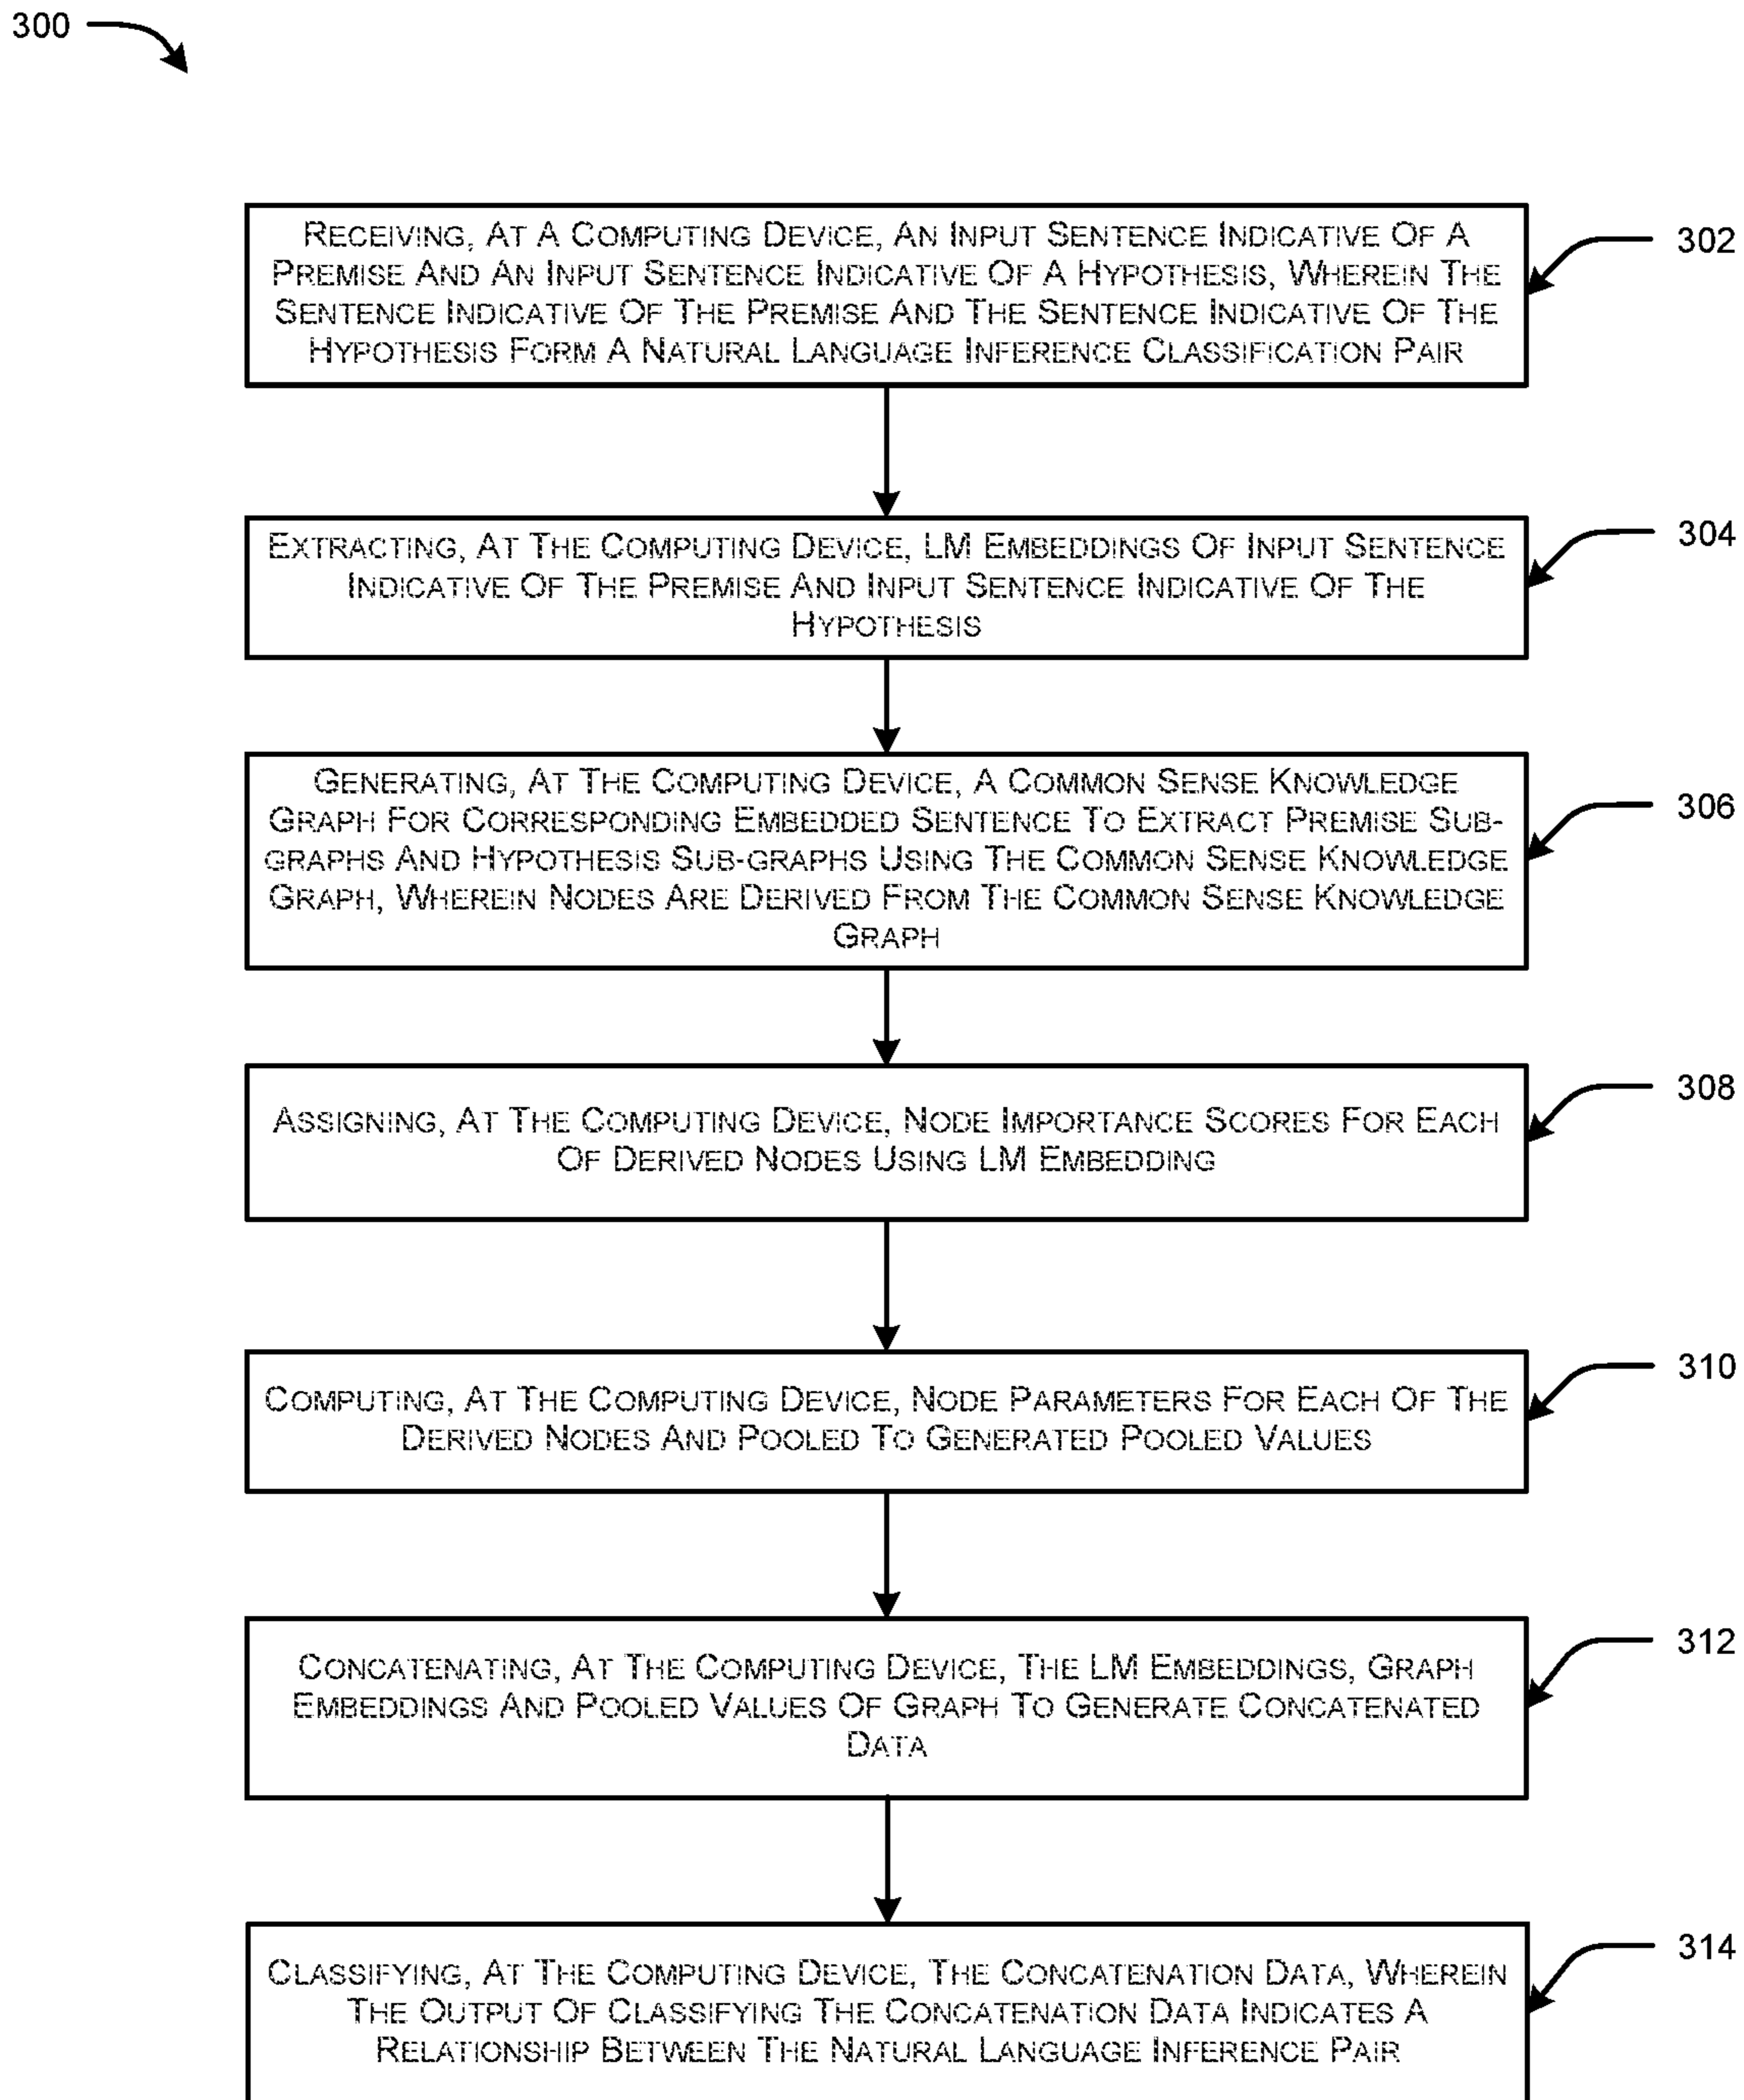 300
RECEIVING, AT A COMPUTING DEVICE, AN INPUT SENTENCE INDICATIVE OF A
PREMISE AND AN INPUT SENTENCE INDICATIVE OF A HYPOTHESIS, WHEREIN THE
SENTENCE INDICATIVE OF THE PREMISE AND THE SENTENCE INDICATIVE OF THE
HYPOTHESIS FORM A NATURAL LANGUAGE INFERENCE CLASSIFICATION PAIR
302
EXTRACTING, AT THE COMPUTING DEVICE, LM EMBEDDINGS OF INPUT SENTENCE
INDICATIVE OF THE PREMISE AND INPUT SENTENCE INDICATIVE OF THE
HYPOTHESIS
304
GENERATING, AT THE COMPUTING DEVICE, A COMMON SENSE KNOWLEDGE
GRAPH FOR CORRESPONDING EMBEDDED SENTENCE TO EXTRACT PREMISE SUB-
GRAPHS AND HYPOTHESIS SUB-GRAPHS USING THE COMMON SENSE KNOWLEDGE
GRAPH, WHEREIN NODES ARE DERIVED FROM THE COMMON SENSE KNOWLEDGE
GRAPH
306
ASSIGNING, AT THE COMPUTING DEVICE, NODE IMPORTANCE SCORES FOR EACH
OF DERIVED NODES USING LM EMBEDDING
308
COMPUTING, AT THE COMPUTING DEVICE, NODE PARAMETERS FOR EACH OF THE
DERIVED NODES AND POOLED TO GENERATED POOLED VALUES
310
CONCATENATING, AT THE COMPUTING DEVICE, THE LM EMBEDDINGS, GRAPH
EMBEDDINGS AND POOLED VALUES OF GRAPH TO GENERATE CONCATENATED
DATA
312
CLASSIFYING, AT THE COMPUTING DEVICE, THE CONCATENATION DATA, WHEREIN
THE OUTPUT OF CLASSIFYING THE CONCATENATION DATA INDICATES A
RELATIONSHIP BETWEEN THE NATURAL LANGUAGE INFERENCE PAIR
314